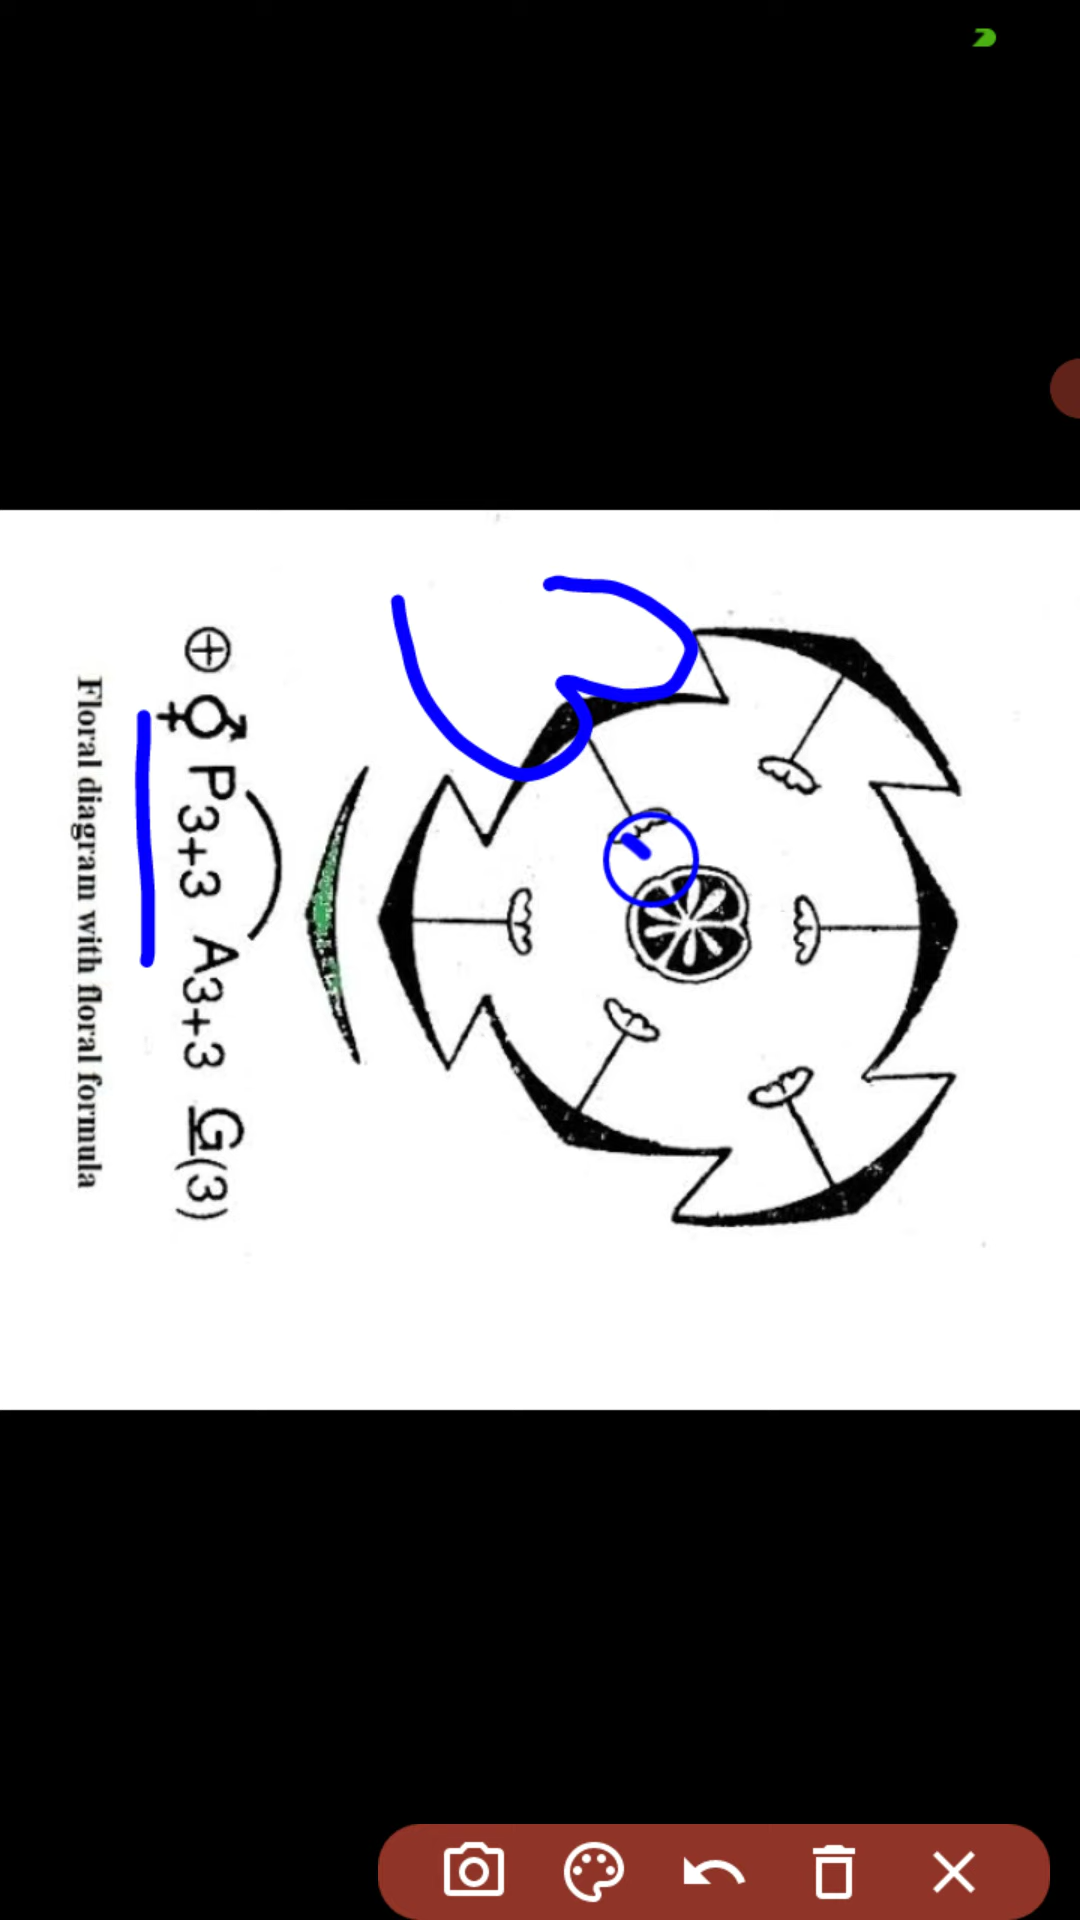 ⊕ ⚥ P3+3 A3+3 G(3)
Floral diagram with floral formula